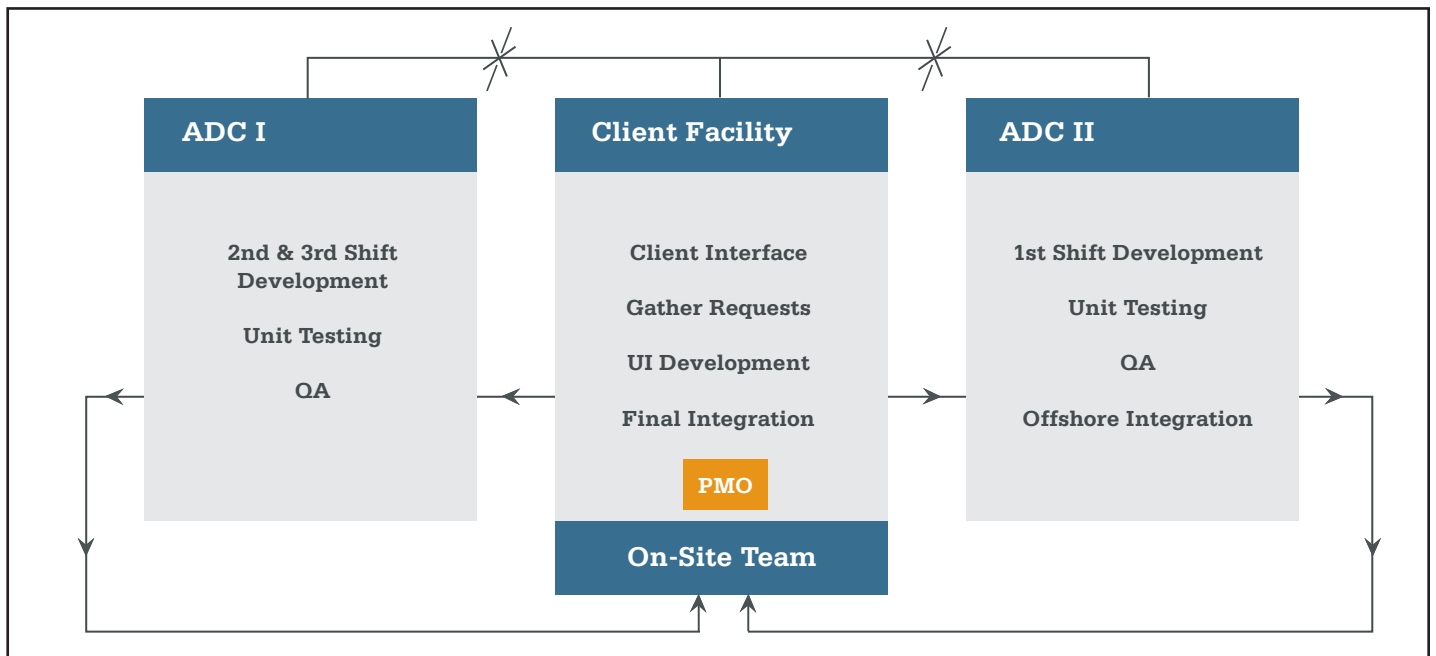 ADC I
2nd & 3rd Shift
Development
Unit Testing
QA
Client Facility
Client Interface
Gather Requests
UI Development
Final Integration
PMO
On-Site Team
ADC II
1st Shift Development
Unit Testing
QA
Offshore Integration